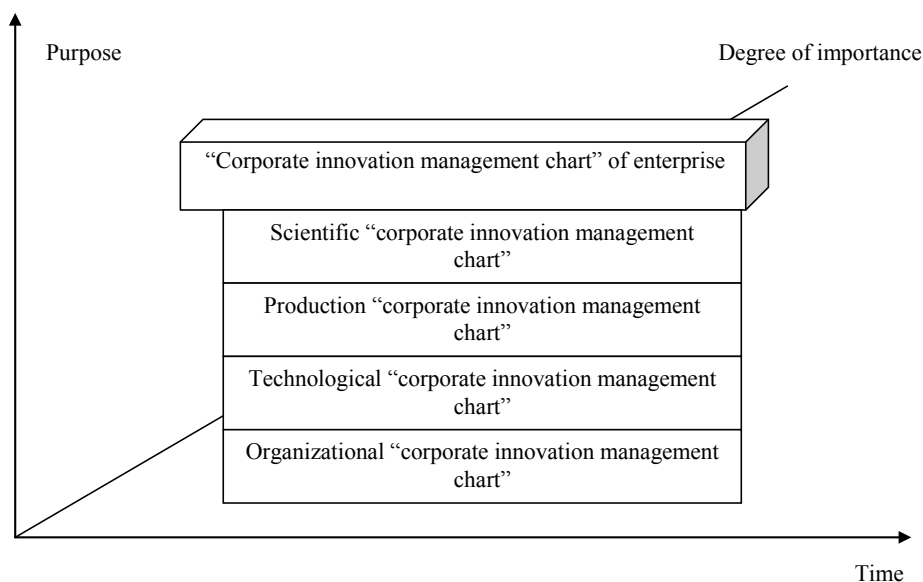 Purpose
Degree of importance
“Corporate innovation management chart” of enterprise
Scientific “corporate innovation management
chart”
Production “corporate innovation management
chart”
Technological “corporate innovation management
chart”
Organizational “corporate innovation management
chart”
Time